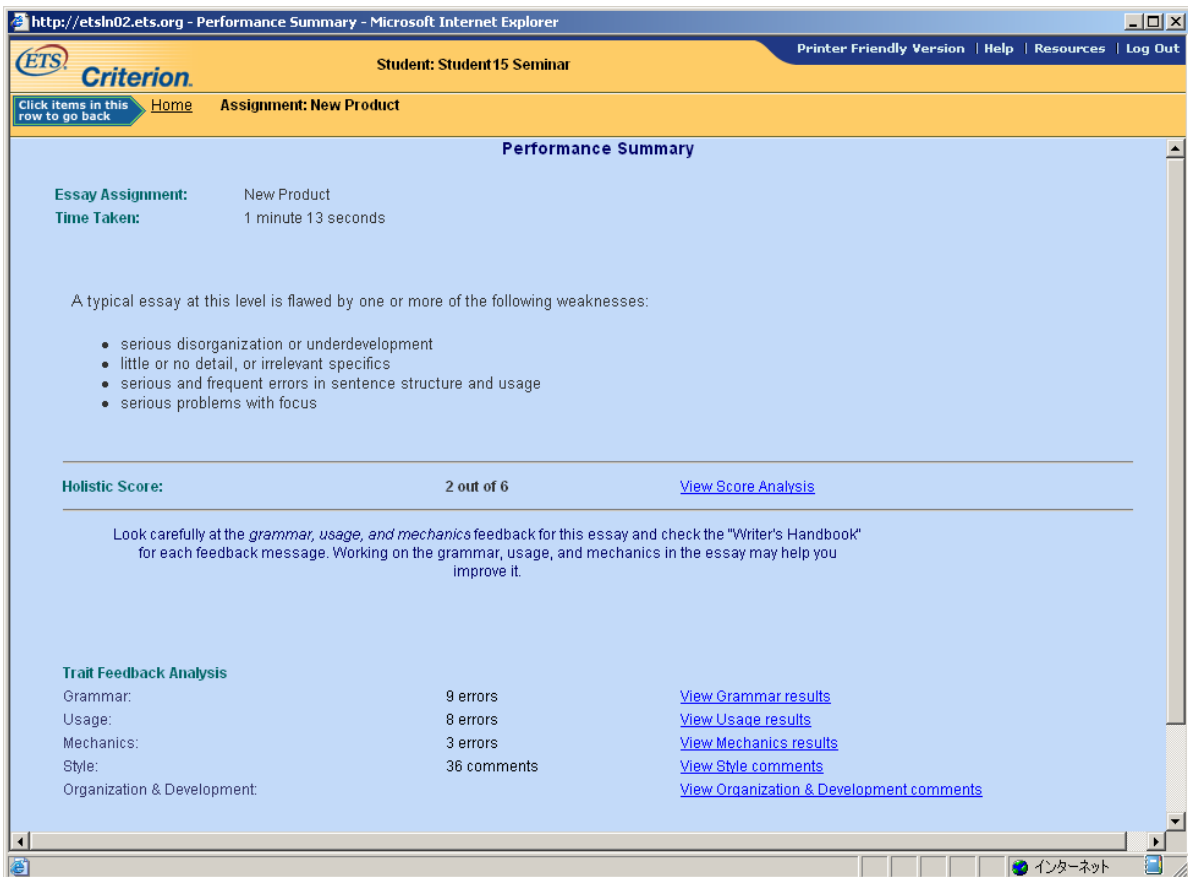 http://etsln02.ets.org - Performance Summary - Microsoft Internet Explorer
Printer Friendly Version | Help | Resources | Log Out
ETS
Criterion.
Student: Student15 Seminar
Click items in this
row to go back
Home
Assignment: New Product
Performance Summary
Essay Assignment: New Product
Time Taken: 1 minute 13 seconds
A typical essay at this level is flawed by one or more of the following weaknesses:
• serious disorganization or underdevelopment
• little or no detail, or irrelevant specifics
• serious and frequent errors in sentence structure and usage
• serious problems with focus
Holistic Score: 2 out of 6 View Score Analysis
Look carefully at the grammar, usage, and mechanics feedback for this essay and check the "Writer's Handbook"
for each feedback message. Working on the grammar, usage, and mechanics in the essay may help you
improve it.
Trait Feedback Analysis
Grammar: 9 errors View Grammar results
Usage: 8 errors View Usage results
Mechanics: 3 errors View Mechanics results
Style: 36 comments View Style comments
Organization & Development: View Organization & Development comments
インターネット